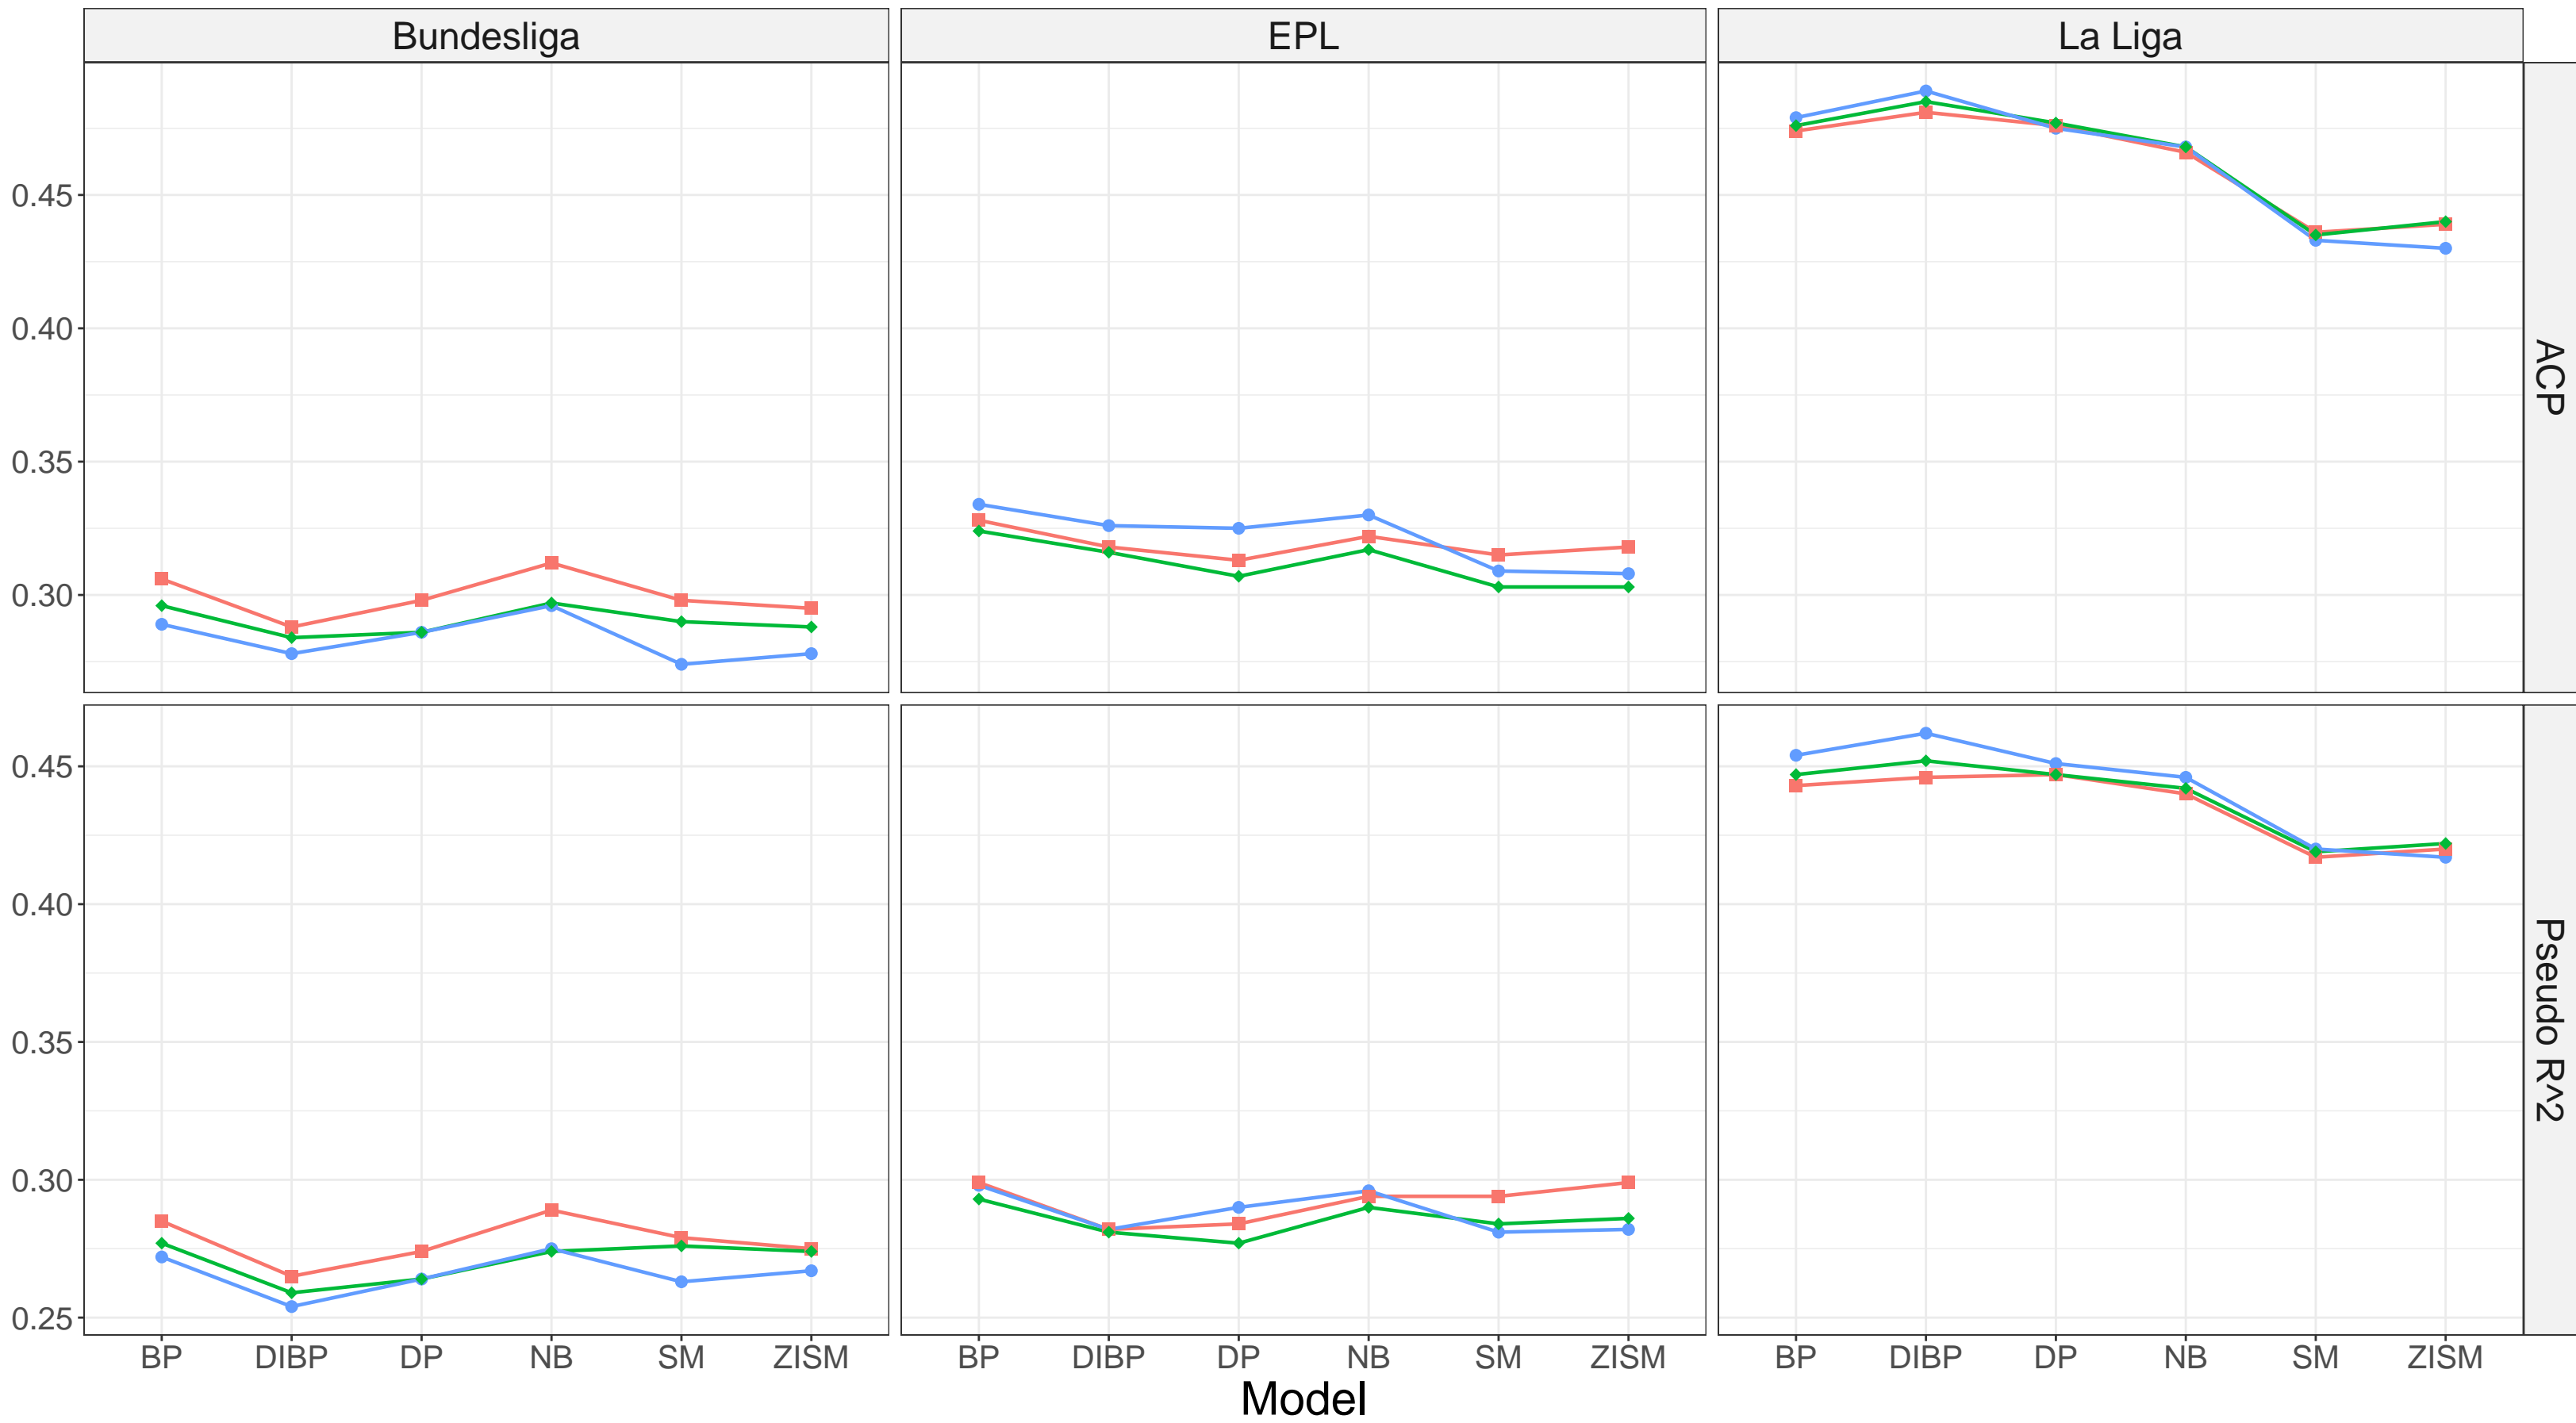 Bundesliga EPL La Liga
0.45
0.40
0.35
0.30
ACP
0.45
0.40
0.35
0.30
0.25
Pseudo R^2
BP DIBP DP NB SM ZISM BP DIBP DP NB SM ZISM BP DIBP DP NB SM ZISM
Model